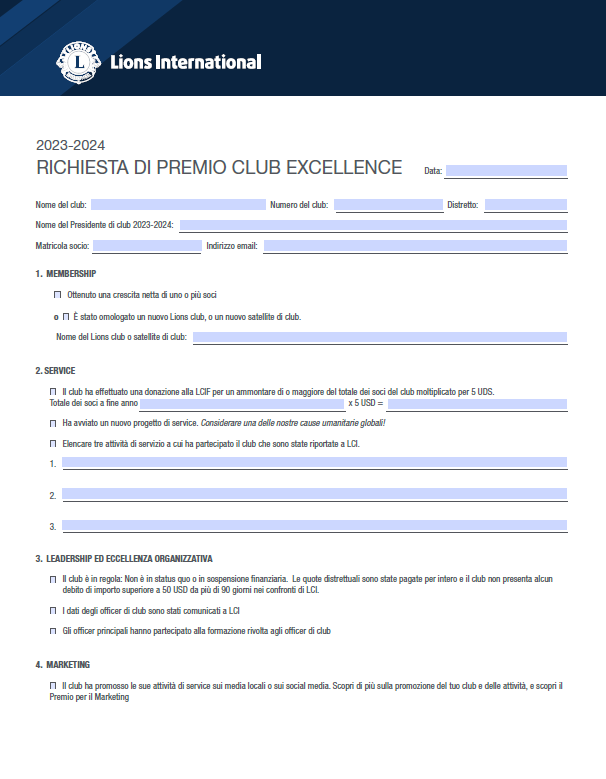 LIONS
L
INTERNATIONAL
Lions International
2023-2024
RICHIESTA DI PREMIO CLUB EXCELLENCE
Data:
Nome del club: Numero del club: Distretto:
Nome del Presidente di club 2023-2024:
Matricola socio: Indirizzo email:
1. MEMBERSHIP
Ottenuto una crescita netta di uno o più soci
o È stato omologato un nuovo Lions club, o un nuovo satellite di club.
Nome del Lions club o satellite di club:
2. SERVICE
Il club ha effettuato una donazione alla LCIF per un ammontare di o maggiore del totale dei soci del club moltiplicato per 5 UDS.
Totale dei soci a fine anno x 5 USD =
Ha avviato un nuovo progetto di service. Considerare una delle nostre cause umanitarie globali!
Elencare tre attività di servizio a cui ha partecipato il club che sono state riportate a LCI.
1.
2.
3.
3. LEADERSHIP ED ECCELLENZA ORGANIZZATIVA
Il club è in regola: Non è in status quo o in sospensione finanziaria. Le quote distrettuali sono state pagate per intero e il club non presenta alcun
debito di importo superiore a 50 USD da più di 90 giorni nei confronti di LCI.
I dati degli officer di club sono stati comunicati a LCI
Gli officer principali hanno partecipato alla formazione rivolta agli officer di club
4. MARKETING
Il club ha promosso le sue attività di service sui media locali o sui social media. Scopri di più sulla promozione del tuo club e delle attività, e scopri il
Premio per il Marketing